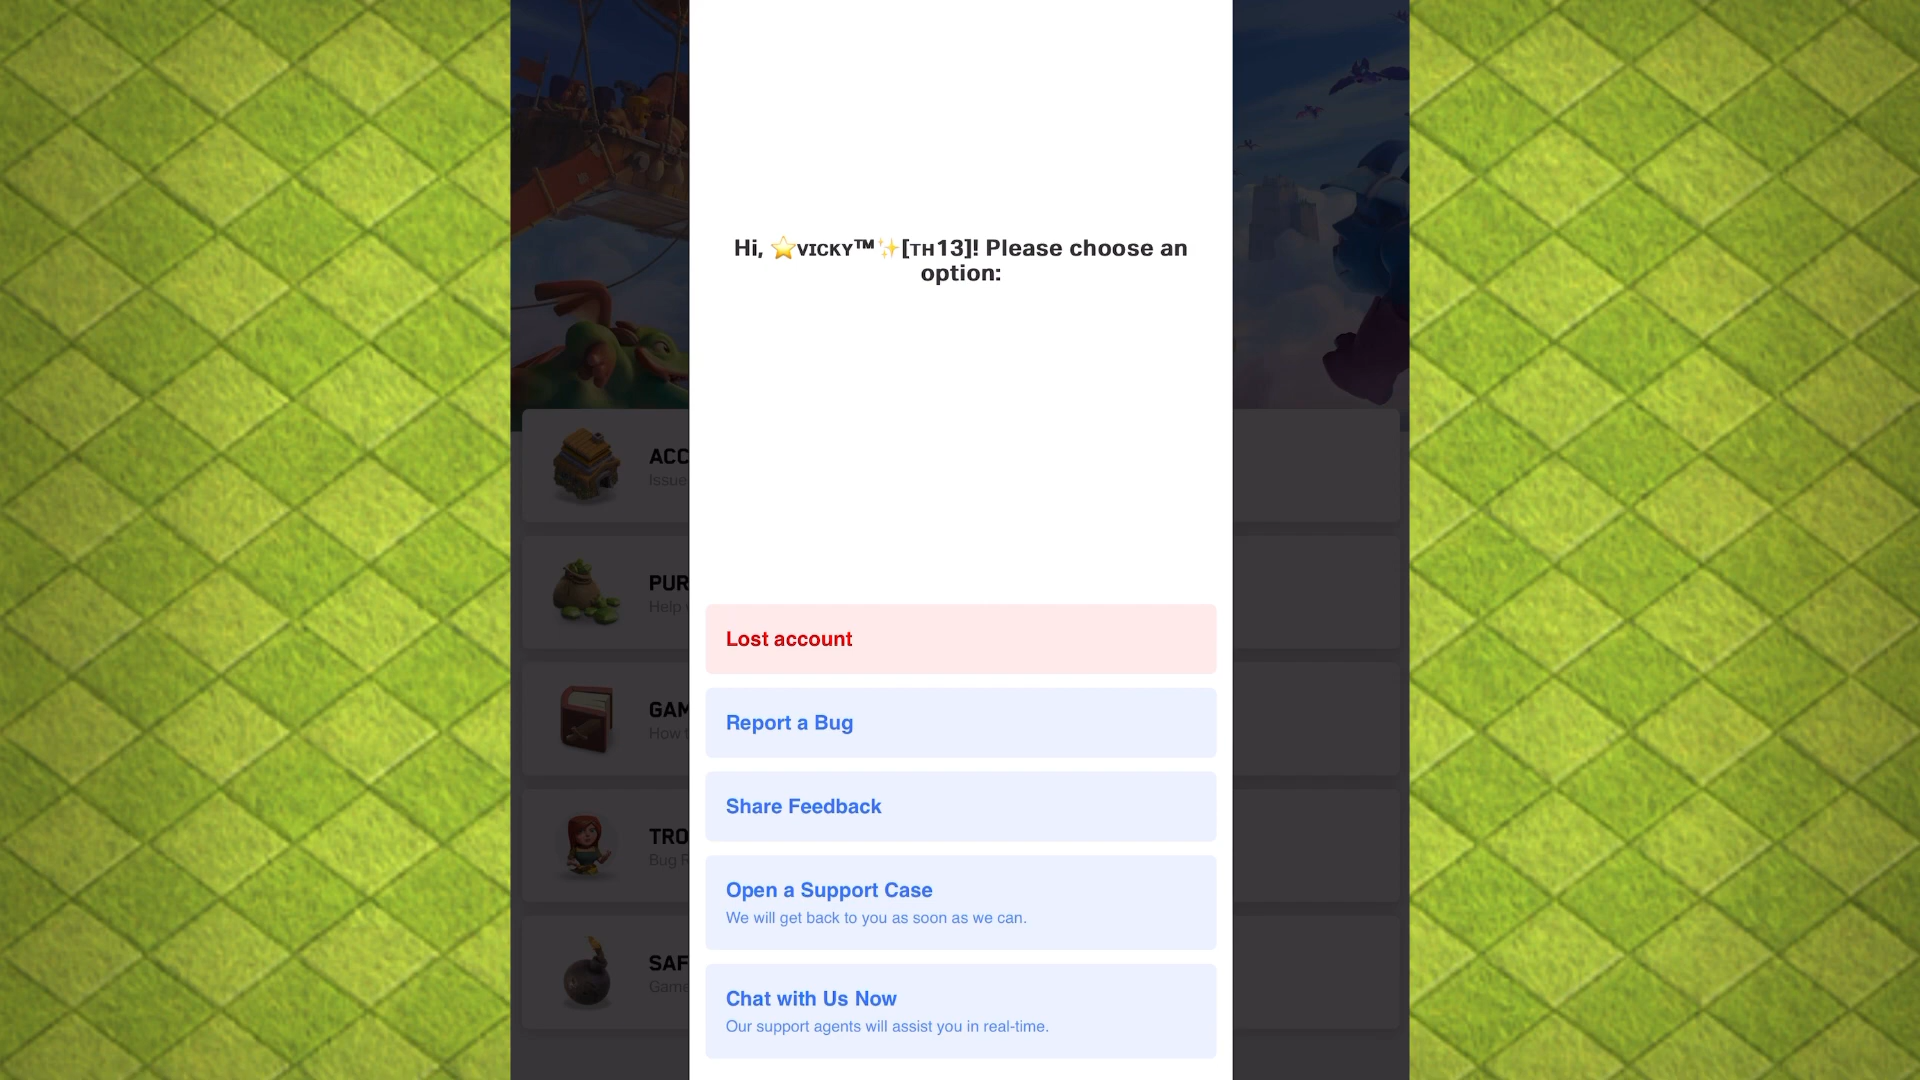 Hi, ⭐ᴠɪᴄᴋʏ™✨[ᴛʜ13]! Please choose an
option:
ACC
Issue
PUR
Help
GAM
How
TRO
Bug
SAF
Game
Lost account
Report a Bug
Share Feedback
Open a Support Case
We will get back to you as soon as we can.
Chat with Us Now
Our support agents will assist you in real-time.